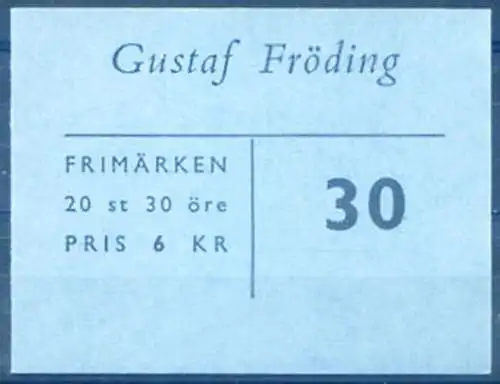 Gustaf Fröding
FRIMÄRKEN
20 st 30 öre
PRIS 6 KR
30